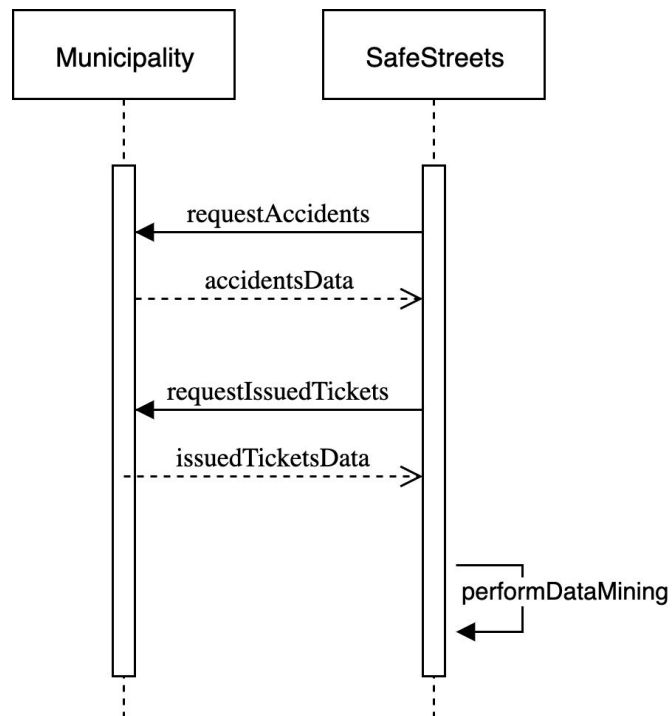 Municipality
SafeStreets
requestAccidents
accidentsData
requestIssuedTickets
issuedTicketsData
performDataMining